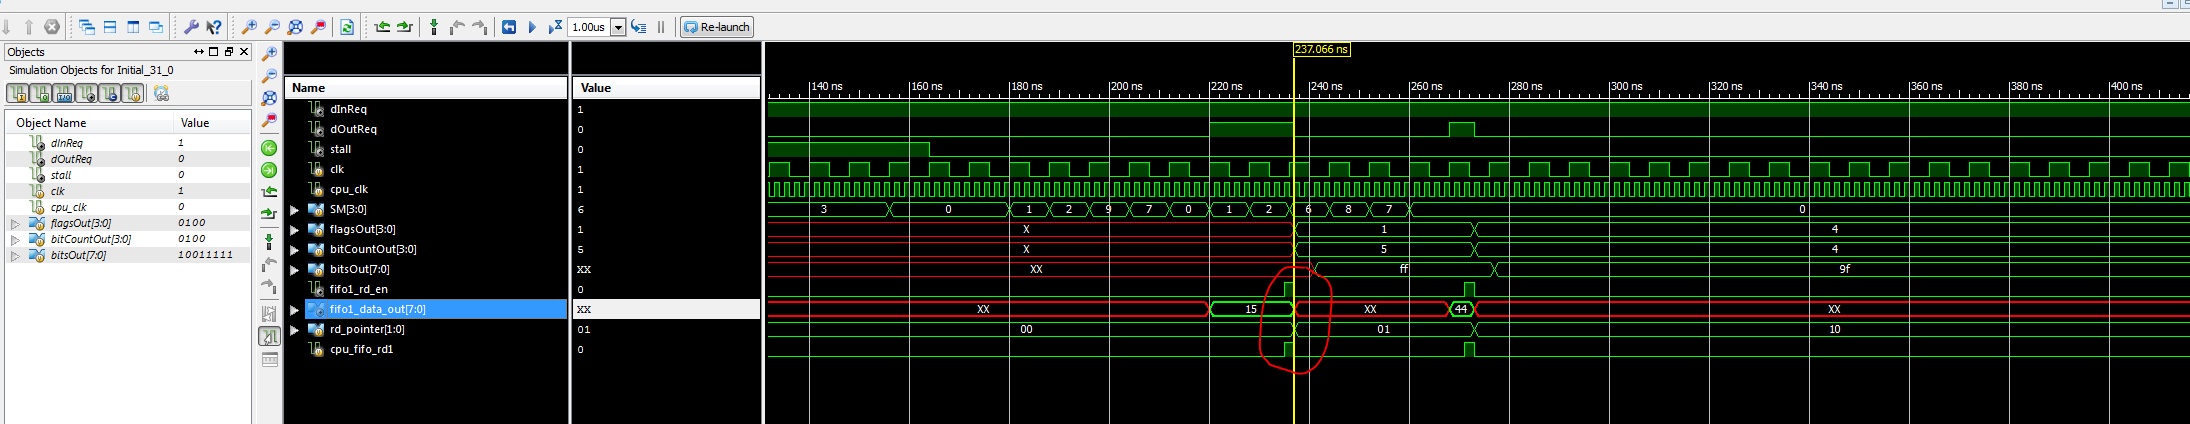 1.00us
Re-launch
Objects
Simulation Objects for Initial_31_0
Object Name Value
dInReq 1
dOutReq 0
stall 0
clk 1
cpu_clk 0
flagsOut[3:0] 0100
bitCountOut[3:0] 0100
bitsOut[7:0] 10011111
Name Value
dInReq 1
dOutReq 0
stall 0
clk 1
cpu_clk 1
SM[3:0] 6
flagsOut[3:0] 1
bitCountOut[3:0] 5
bitsOut[7:0] XX
fifo1_rd_en 0
fifo1_data_out[7:0] XX
rd_pointer[1:0] 01
cpu_fifo_rd1 0
237.066 ns
140 ns 160 ns 180 ns 200 ns 220 ns 240 ns 260 ns 280 ns 300 ns 320 ns 340 ns 360 ns 380 ns 400 ns
3 0 1 2 9 7 0 1 2 6 8 7 0
X 1 4
X 5 4
XX ff 9f
XX 15 XX 44 XX
00 01 10